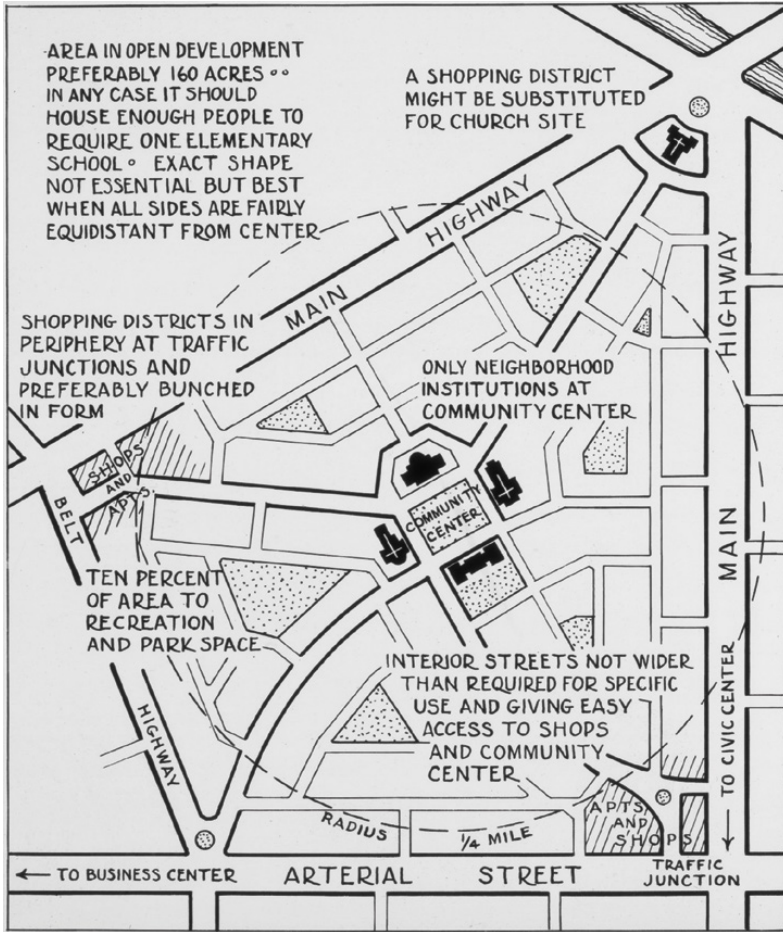 AREA IN OPEN DEVELOPMENT
PREFERABLY 160 ACRES
IN ANY CASE IT SHOULD
HOUSE ENOUGH PEOPLE TO
REQUIRE ONE ELEMENTARY
SCHOOL. EXACT SHAPE
NOT ESSENTIAL BUT BEST
WHEN ALL SIDES ARE FAIRLY
EQUIDISTANT FROM CENTER
A SHOPPING DISTRICT
MIGHT BE SUBSTITUTED
FOR CHURCH SITE
MAIN HIGHWAY
SHOPPING DISTRICTS IN
PERIPHERY AT TRAFFIC
JUNCTIONS AND
PREFERABLY BUNCHED
IN FORM
ONLY NEIGHBORHOOD
INSTITUTIONS AT
COMMUNITY CENTER
MAIN HIGHWAY
SHOPS
AND
APTS.
BELT HIGHWAY
COMMUNITY
CENTER
TEN PERCENT
OF AREA TO
RECREATION
AND PARK SPACE
INTERIOR STREETS NOT WIDER
THAN REQUIRED FOR SPECIFIC
USE AND GIVING EASY
ACCESS TO SHOPS
AND COMMUNITY
CENTER
TO CIVIC CENTER →
RADIUS 1/4 MILE
APTS
AND
SHOPS
TRAFFIC
JUNCTION
← TO BUSINESS CENTER
ARTERIAL STREET